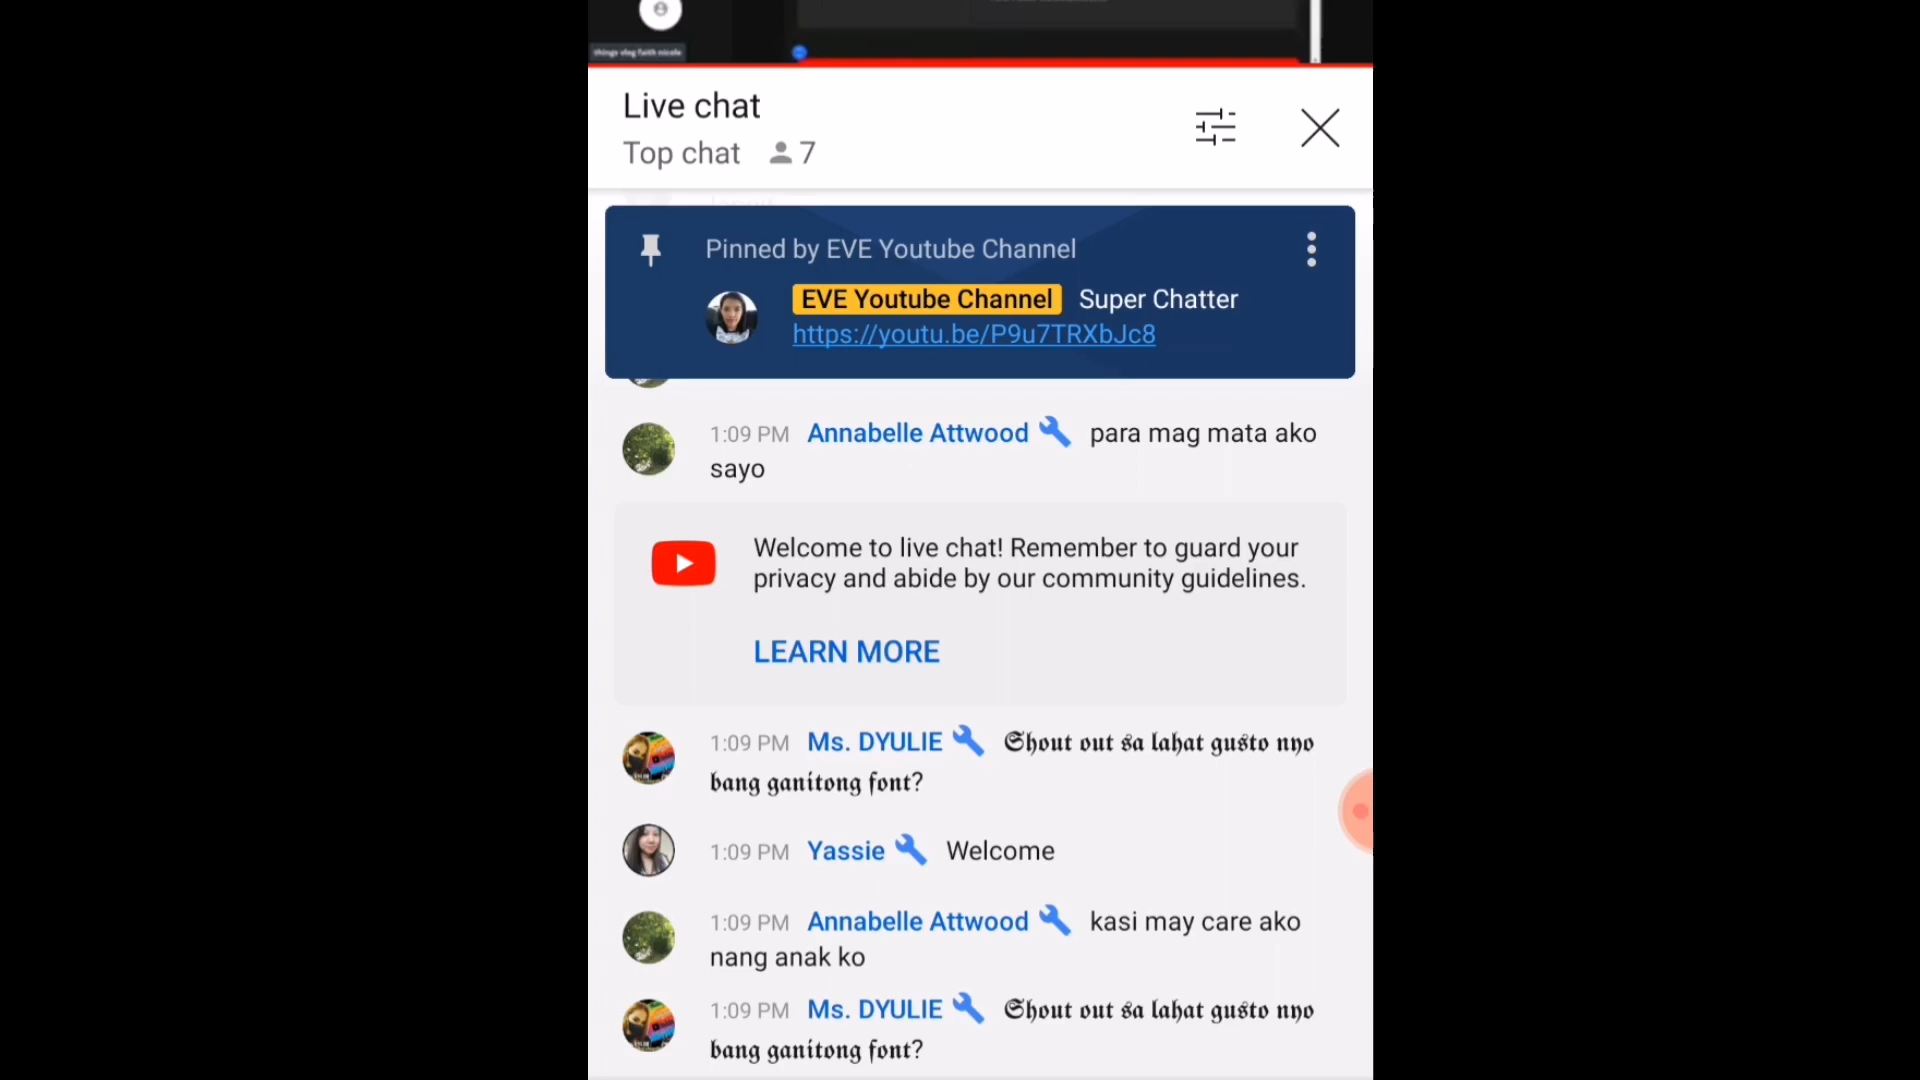 things vlog faith nicole
Live chat
Top chat 7
Pinned by EVE Youtube Channel
EVE Youtube Channel Super Chatter
https://youtu.be/P9u7TRXbJc8
1:09 PM Annabelle Attwood para mag mata ako
sayo
Welcome to live chat! Remember to guard your
privacy and abide by our community guidelines.
LEARN MORE
1:09 PM Ms. DYULIE 𝕾𝖍𝖔𝖚𝖙 𝖔𝖚𝖙 𝖘𝖆 𝖑𝖆𝖍𝖆𝖙 𝖌𝖚𝖘𝖙𝖔 𝖓𝖞𝖔
𝖇𝖆𝖓𝖌 𝖌𝖆𝖓𝖎𝖙𝖔𝖓𝖌 𝖋𝖔𝖓𝖙?
1:09 PM Yassie Welcome
1:09 PM Annabelle Attwood kasi may care ako
nang anak ko
1:09 PM Ms. DYULIE 𝕾𝖍𝖔𝖚𝖙 𝖔𝖚𝖙 𝖘𝖆 𝖑𝖆𝖍𝖆𝖙 𝖌𝖚𝖘𝖙𝖔 𝖓𝖞𝖔
𝖇𝖆𝖓𝖌 𝖌𝖆𝖓𝖎𝖙𝖔𝖓𝖌 𝖋𝖔𝖓𝖙?